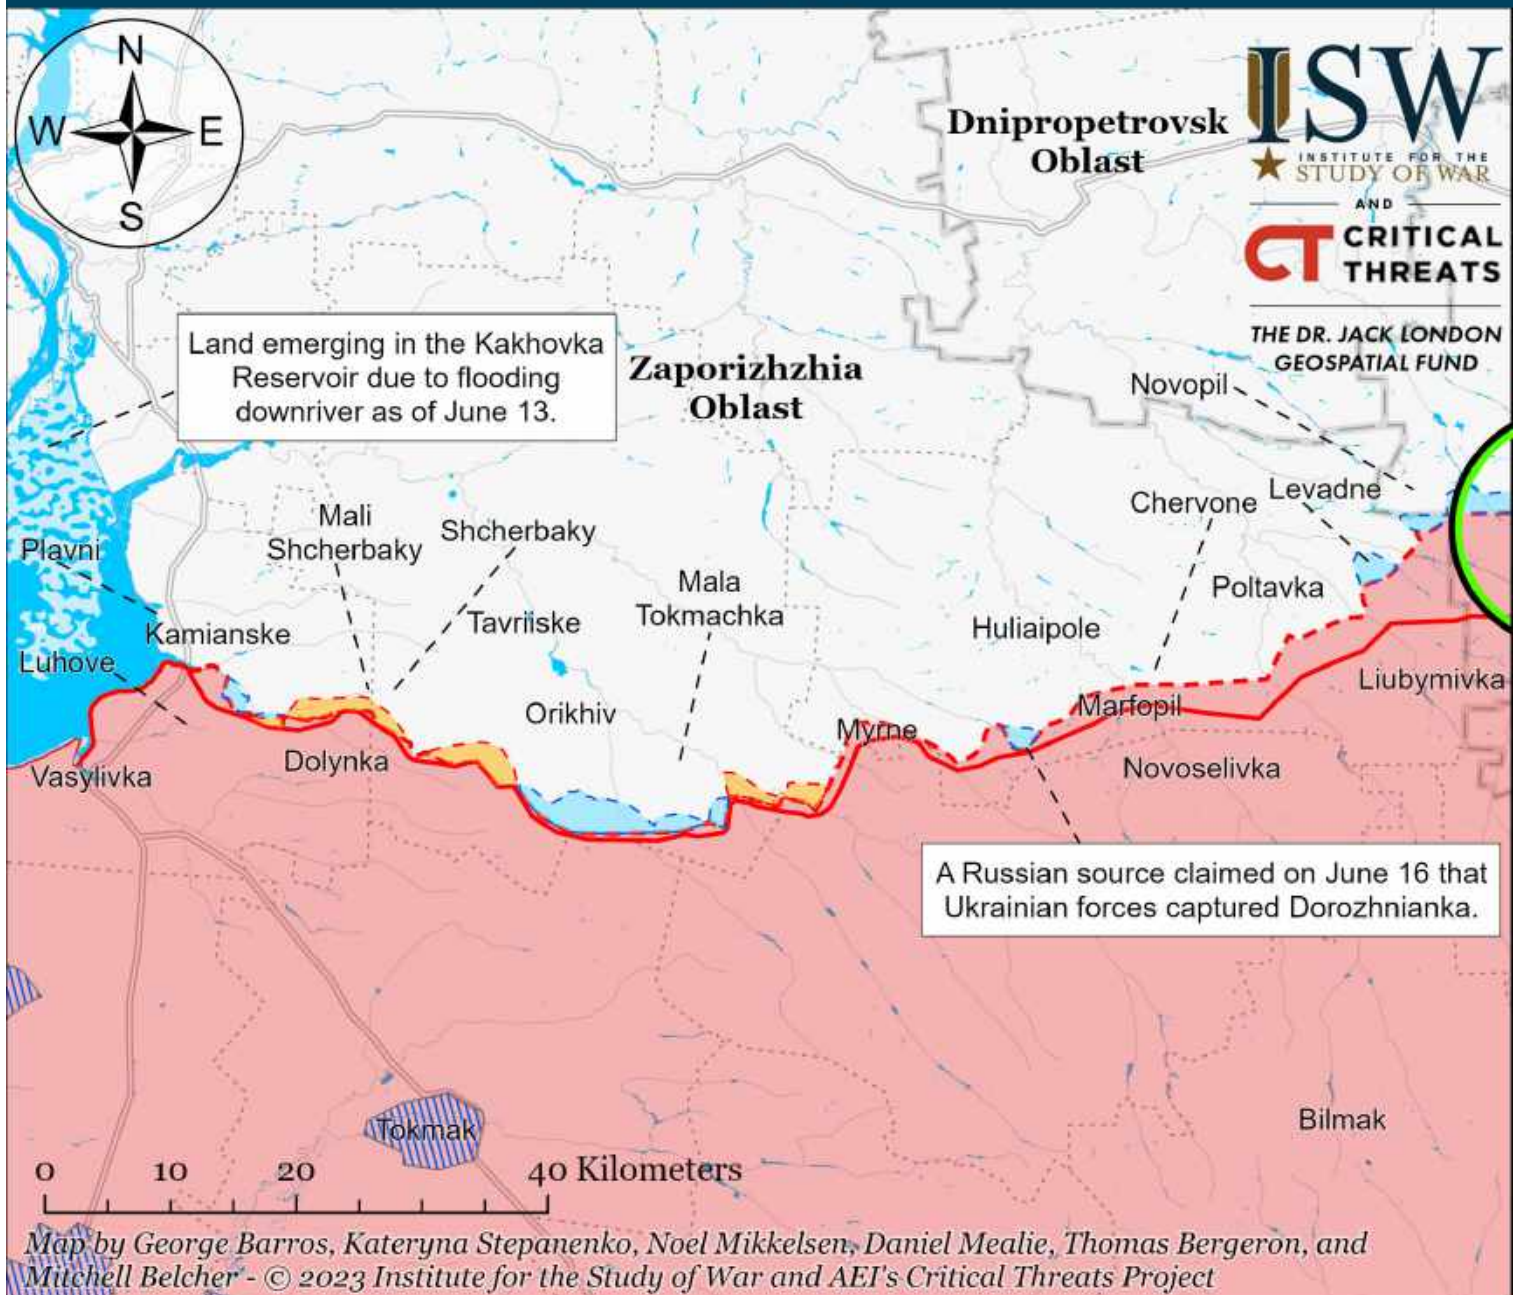 N
W
E
S
Dnipropetrovsk
Oblast
ISW
INSTITUTE FOR THE
STUDY OF WAR
AND
CT CRITICAL
THREATS
THE DR. JACK LONDON
GEOSPATIAL FUND
Land emerging in the Kakhovka
Reservoir due to flooding
downriver as of June 13.
Zaporizhzhia
Oblast
Novopil
Levadne
Chervone
Mali
Shcherbaky
Shcherbaky
Plavni
Mala
Tokmachka
Poltavka
Tavriiske
Huliaipole
Kamianske
Luhove
Liubymivka
Marfopil
Orikhiv
Myrne
Dolynka
Vasylivka
Novoselivka
A Russian source claimed on June 16 that
Ukrainian forces captured Dorozhnianka.
Tokmak
Bilmak
0 10 20 40 Kilometers
Map by George Barros, Kateryna Stepanenko, Noel Mikkelsen, Daniel Mealie, Thomas Bergeron, and
Mitchell Belcher - © 2023 Institute for the Study of War and AEI's Critical Threats Project